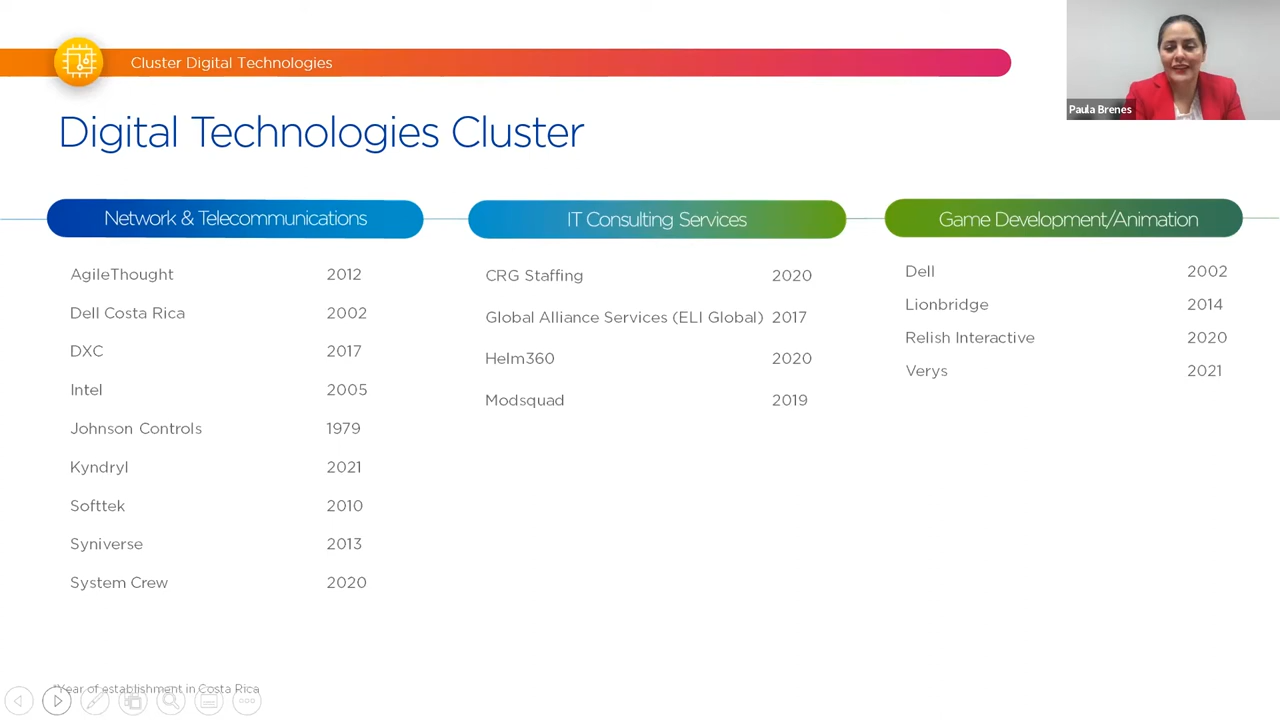 Cluster Digital Technologies
Paula Brenes
Digital Technologies Cluster
Network & Telecommunications
AgileThought 2012
Dell Costa Rica 2002
DXC 2017
Intel 2005
Johnson Controls 1979
Kyndryl 2021
Softtek 2010
Syniverse 2013
System Crew 2020
IT Consulting Services
CRG Staffing 2020
Global Alliance Services (ELI Global) 2017
Helm360 2020
Modsquad 2019
Game Development/Animation
Dell 2002
Lionbridge 2014
Relish Interactive 2020
Verys 2021
*Year of establishment in Costa Rica